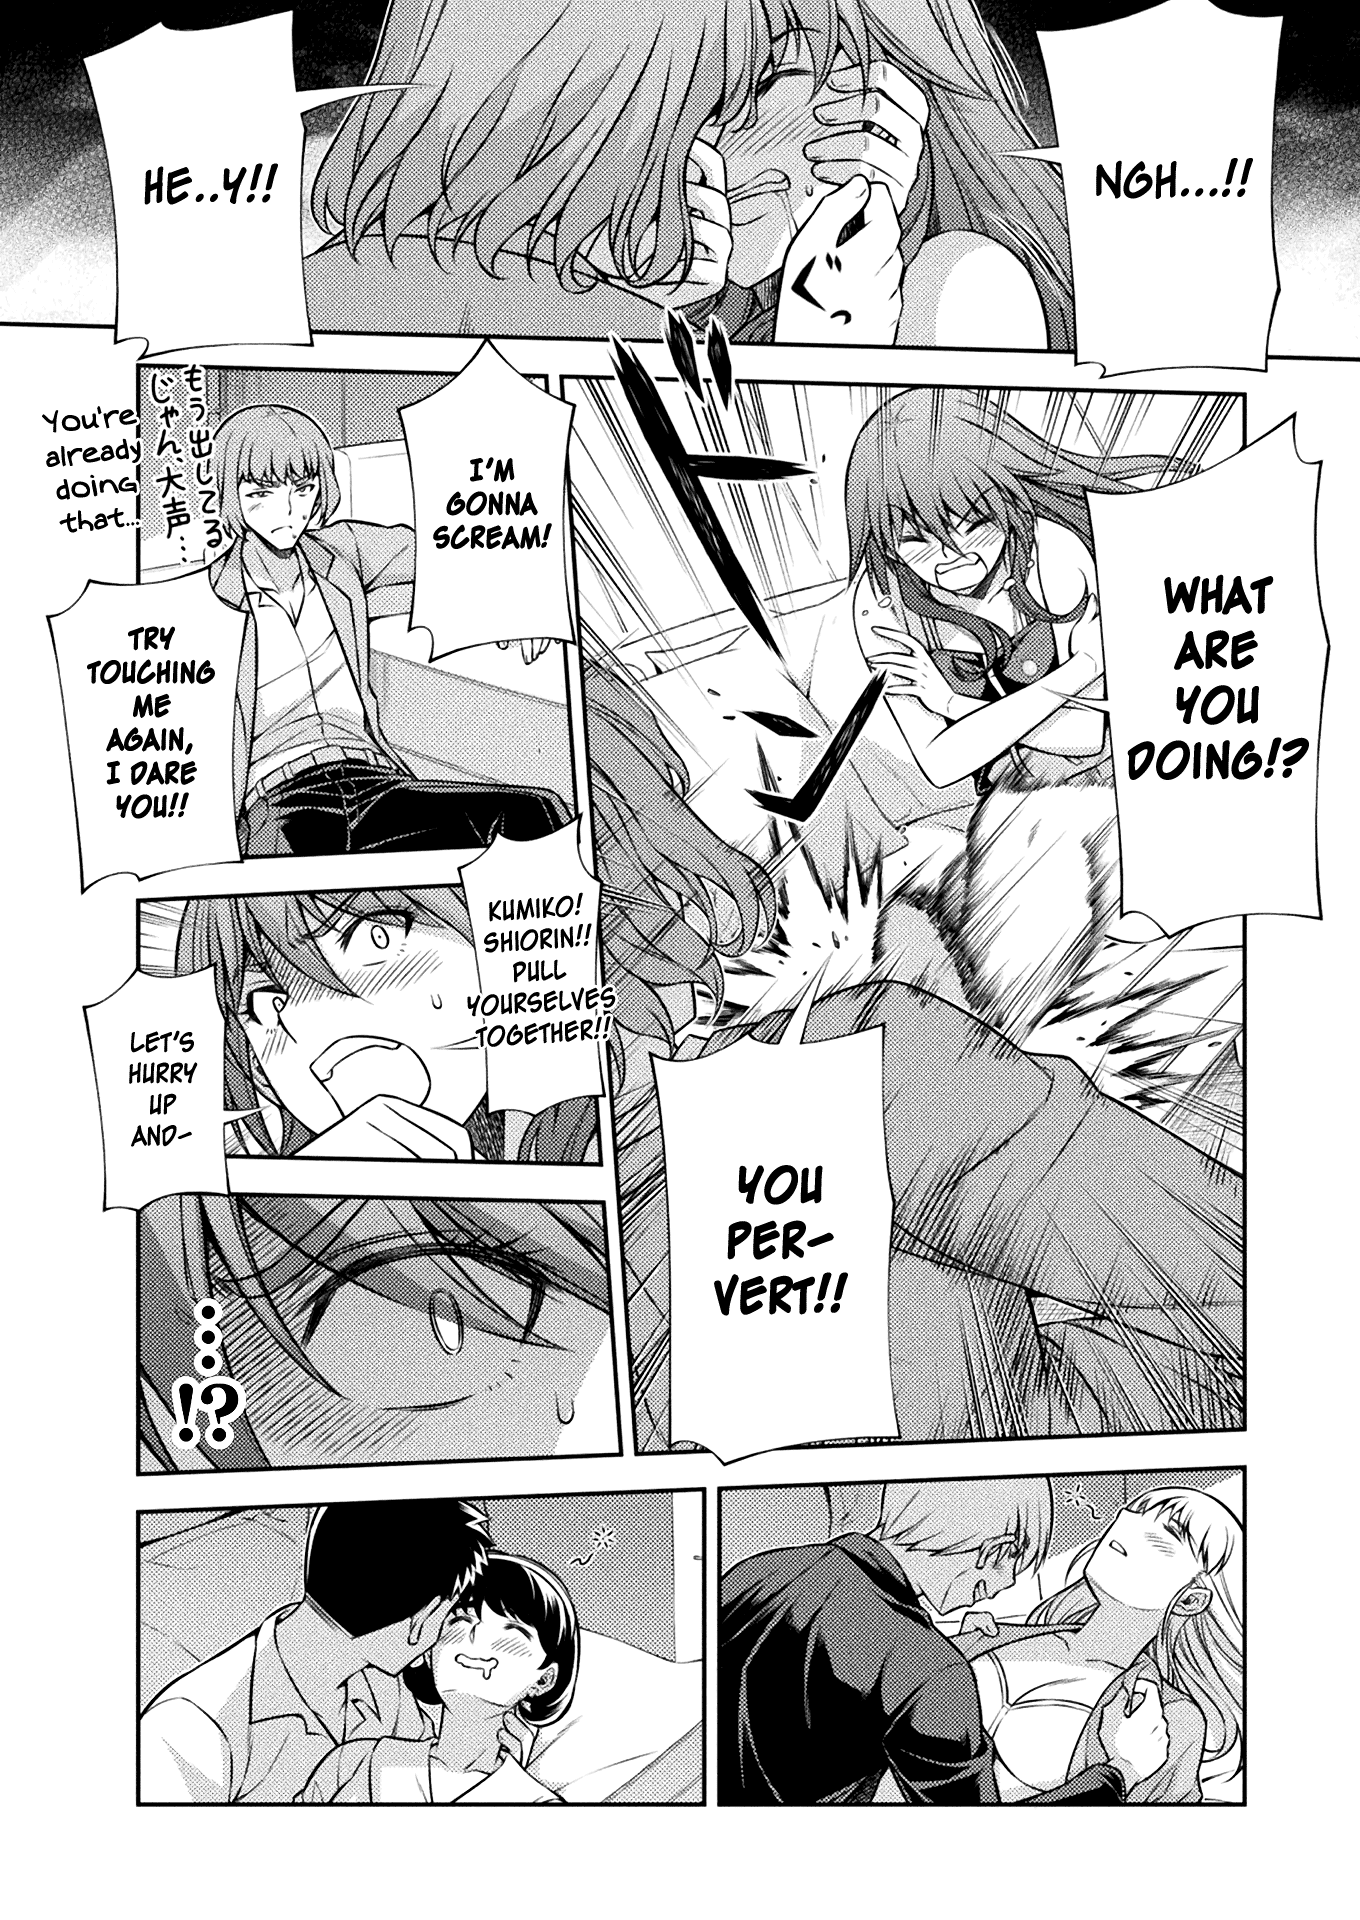 NGH...!!
HE..Y!!
WHAT
ARE
YOU
DOING!?
YOU
PER-
VERT!!
I'M
GONNA
SCREAM!
もう出してる
じゃん、大声…
You're
already
doing
that...
TRY
TOUCHING
ME
AGAIN,
I DARE
YOU!!
KUMIKO!
SHIORIN!!
PULL
YOURSELVES
TOGETHER!!
LET'S
HURRY
UP
AND-
……!?